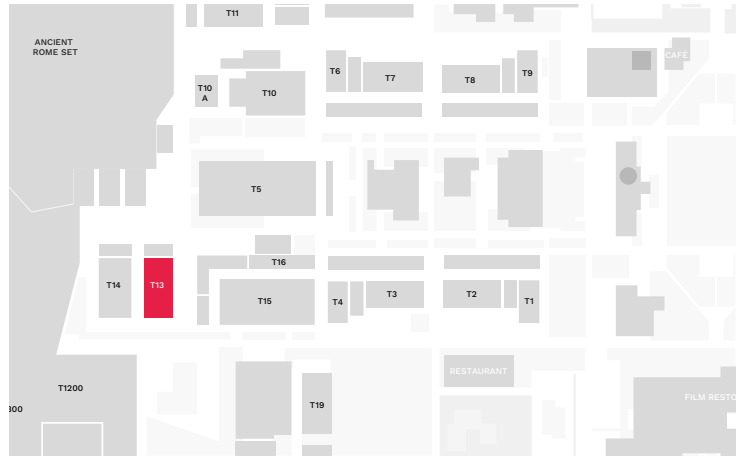 T11
ANCIENT
ROME SET
CAFÉ
T6
T7
T8
T9
T10
A
T10
T5
T16
T14
T13
T15
T4
T3
T2
T1
RESTAURANT
T1200
T19
FILM RESTO
300